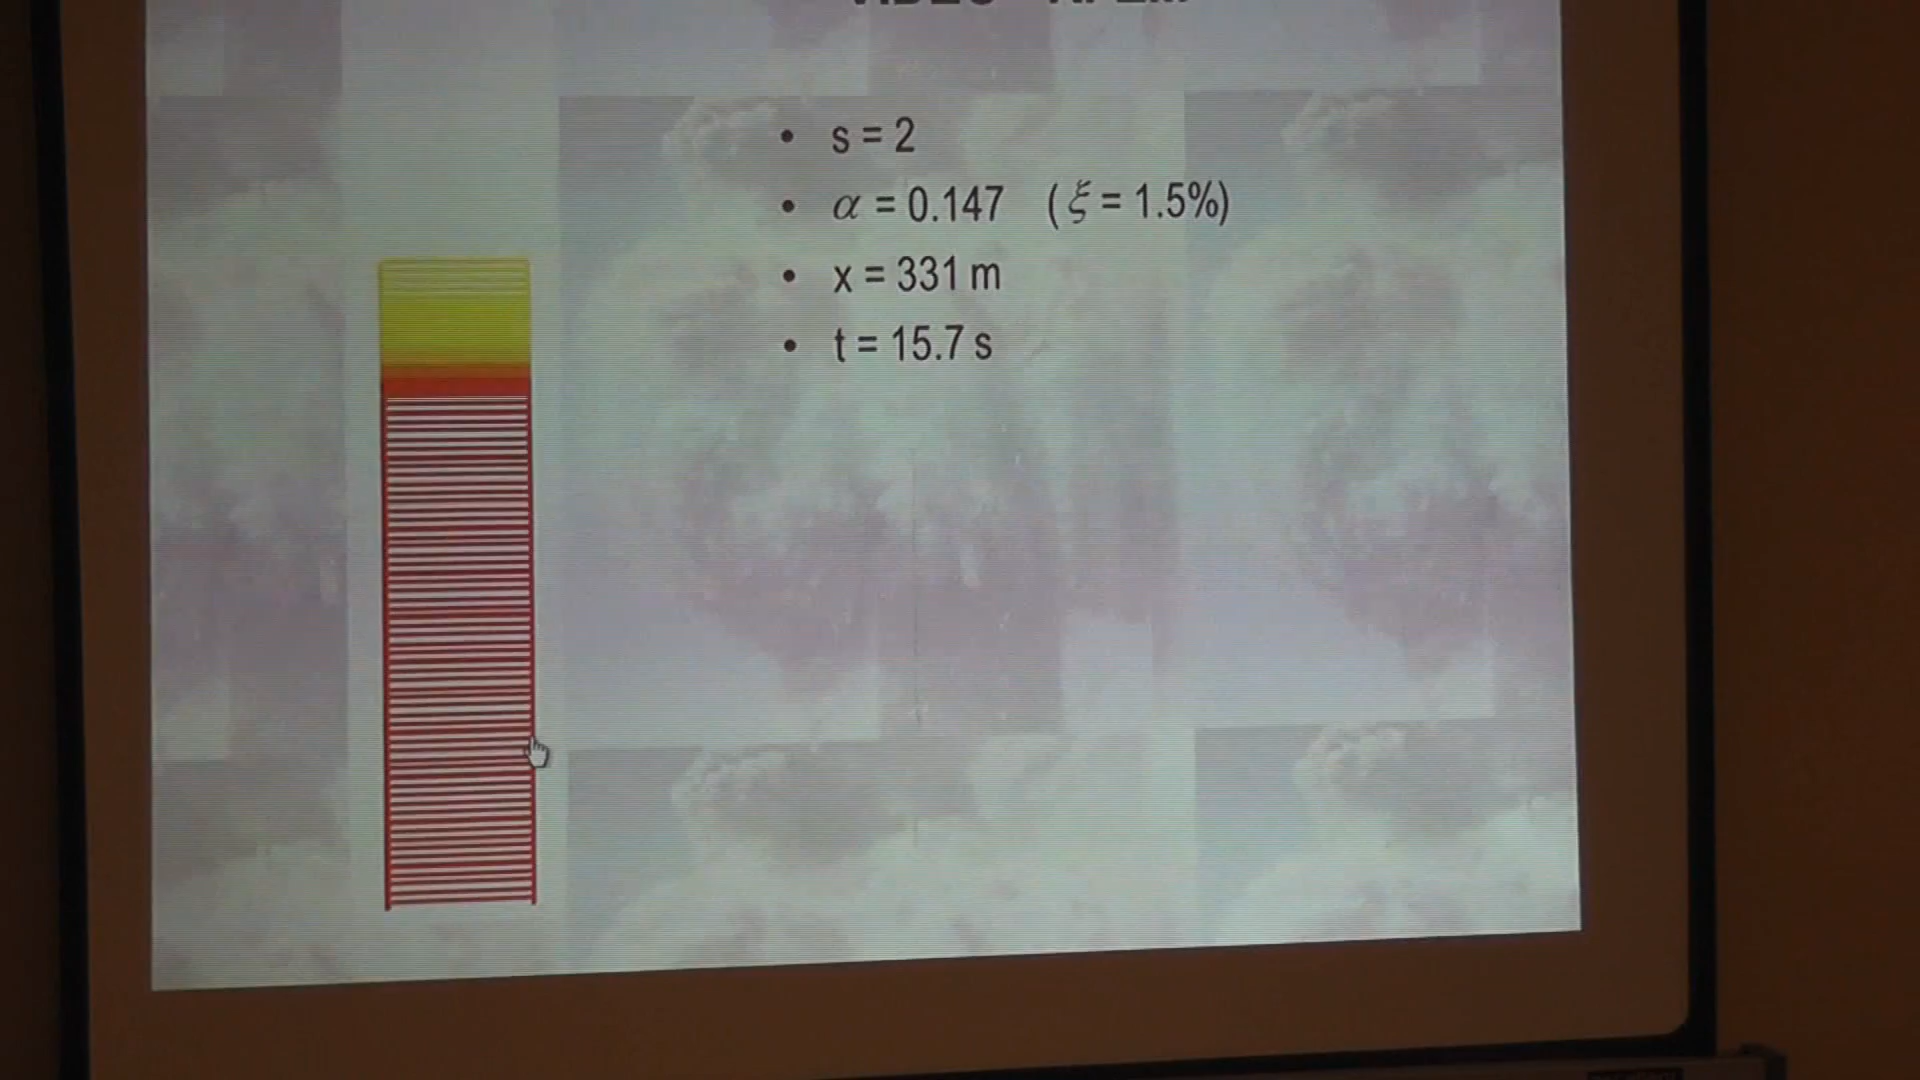 • s = 2
• α = 0.147 (ξ = 1.5%)
• x = 331 m
• t = 15.7 s